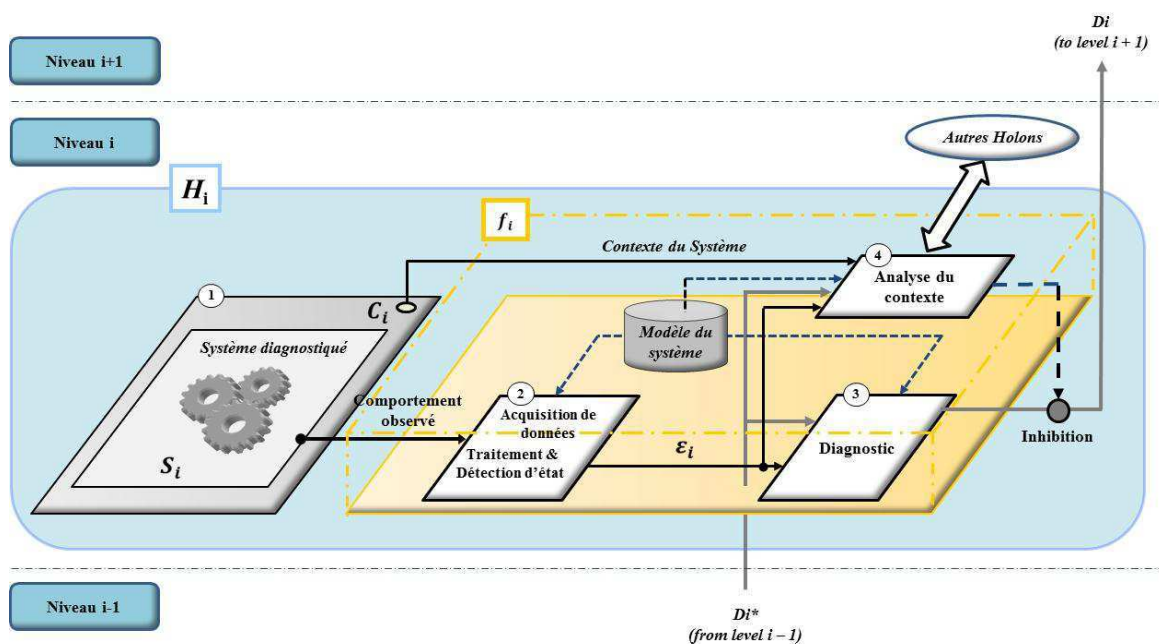 Di
(to level i + 1)
Niveau i+1
Niveau i
Autres Holons
Hi
fi
Contexte du Système
4
Analyse du
contexte
1
Ci
Système diagnostiqué
Modèle du
système
Comportement
observé
2
Acquisition de
données
Traitement &
Détection d'état
3
Diagnostic
Inhibition
εi
Si
Niveau i-1
Di*
(from level i – 1)